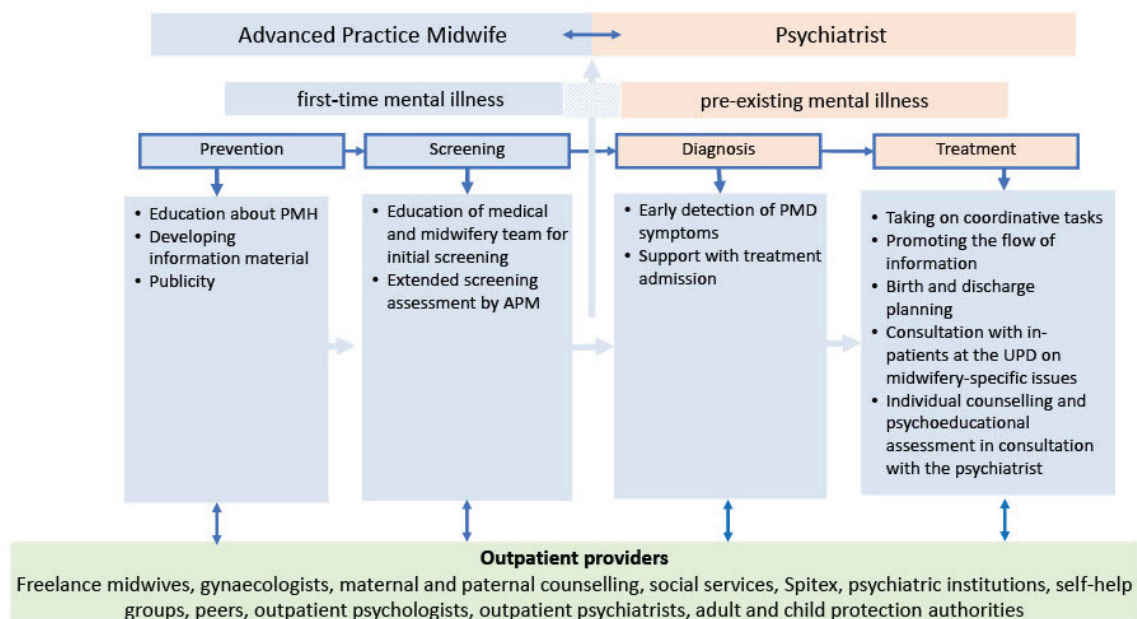 Advanced Practice Midwife
Psychiatrist
first-time mental illness
pre-existing mental illness
Prevention
Screening
Diagnosis
Treatment
• Education about PMH
• Developing
information material
• Publicity
• Education of medical
and midwifery team for
initial screening
• Extended screening
assessment by APM
• Early detection of PMD
symptoms
• Support with treatment
admission
• Taking on coordinative tasks
• Promoting the flow of
information
• Birth and discharge
planning
• Consultation with in-
patients at the UPD on
midwifery-specific issues
• Individual counselling and
psychoeducational
assessment in consultation
with the psychiatrist
Outpatient providers
Freelance midwives, gynaecologists, maternal and paternal counselling, social services, Spitex, psychiatric institutions, self-help
groups, peers, outpatient psychologists, outpatient psychiatrists, adult and child protection authorities